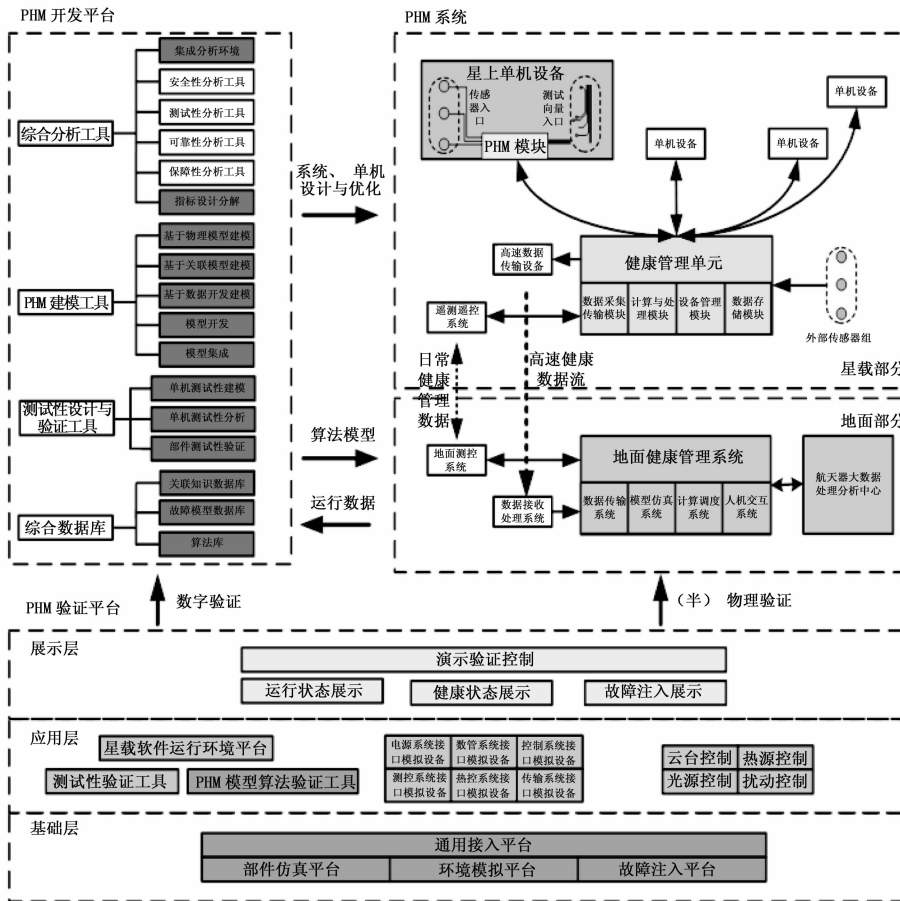 PHM 开发平台
综合分析工具
集成分析环境
安全性分析工具
测试性分析工具
可靠性分析工具
保障性分析工具
指标设计分解
PHM 建模工具
基于物理模型建模
基于关联模型建模
基于数据开发建模
模型开发
模型集成
测试性设计与
验证工具
单机测试性建模
单机测试性分析
部件测试性验证
综合数据库
关联知识数据库
故障模型数据库
算法库
系统、单机
设计与优化
算法模型
运行数据
PHM 系统
星上单机设备
传感
器入
口
测试
向量
入口
PHM 模块
单机设备
单机设备
单机设备
高速数据
传输设备
健康管理单元
数据采集
传输模块
计算与处
理模块
设备管理
模块
数据存
储模块
外部传感器组
遥测遥控
系统
星载部分
日常
健康
管理
数据
高速健康
数据流
地面部分
地面测控
系统
地面健康管理系统
数据传输
系统
模型仿真
系统
计算调度
系统
人机交互
系统
航天器大数据
处理分析中心
数据接收
处理系统
PHM 验证平台
数字验证
（半）物理验证
展示层
演示验证控制
运行状态展示
健康状态展示
故障注入展示
应用层
星载软件运行环境平台
测试性验证工具
PHM 模型算法验证工具
电源系统接
口模拟设备
数管系统接
口模拟设备
控制系统接
口模拟设备
测控系统接
口模拟设备
热控系统接
口模拟设备
传输系统接
口模拟设备
云台控制
热源控制
光源控制
扰动控制
基础层
通用接入平台
部件仿真平台
环境模拟平台
故障注入平台